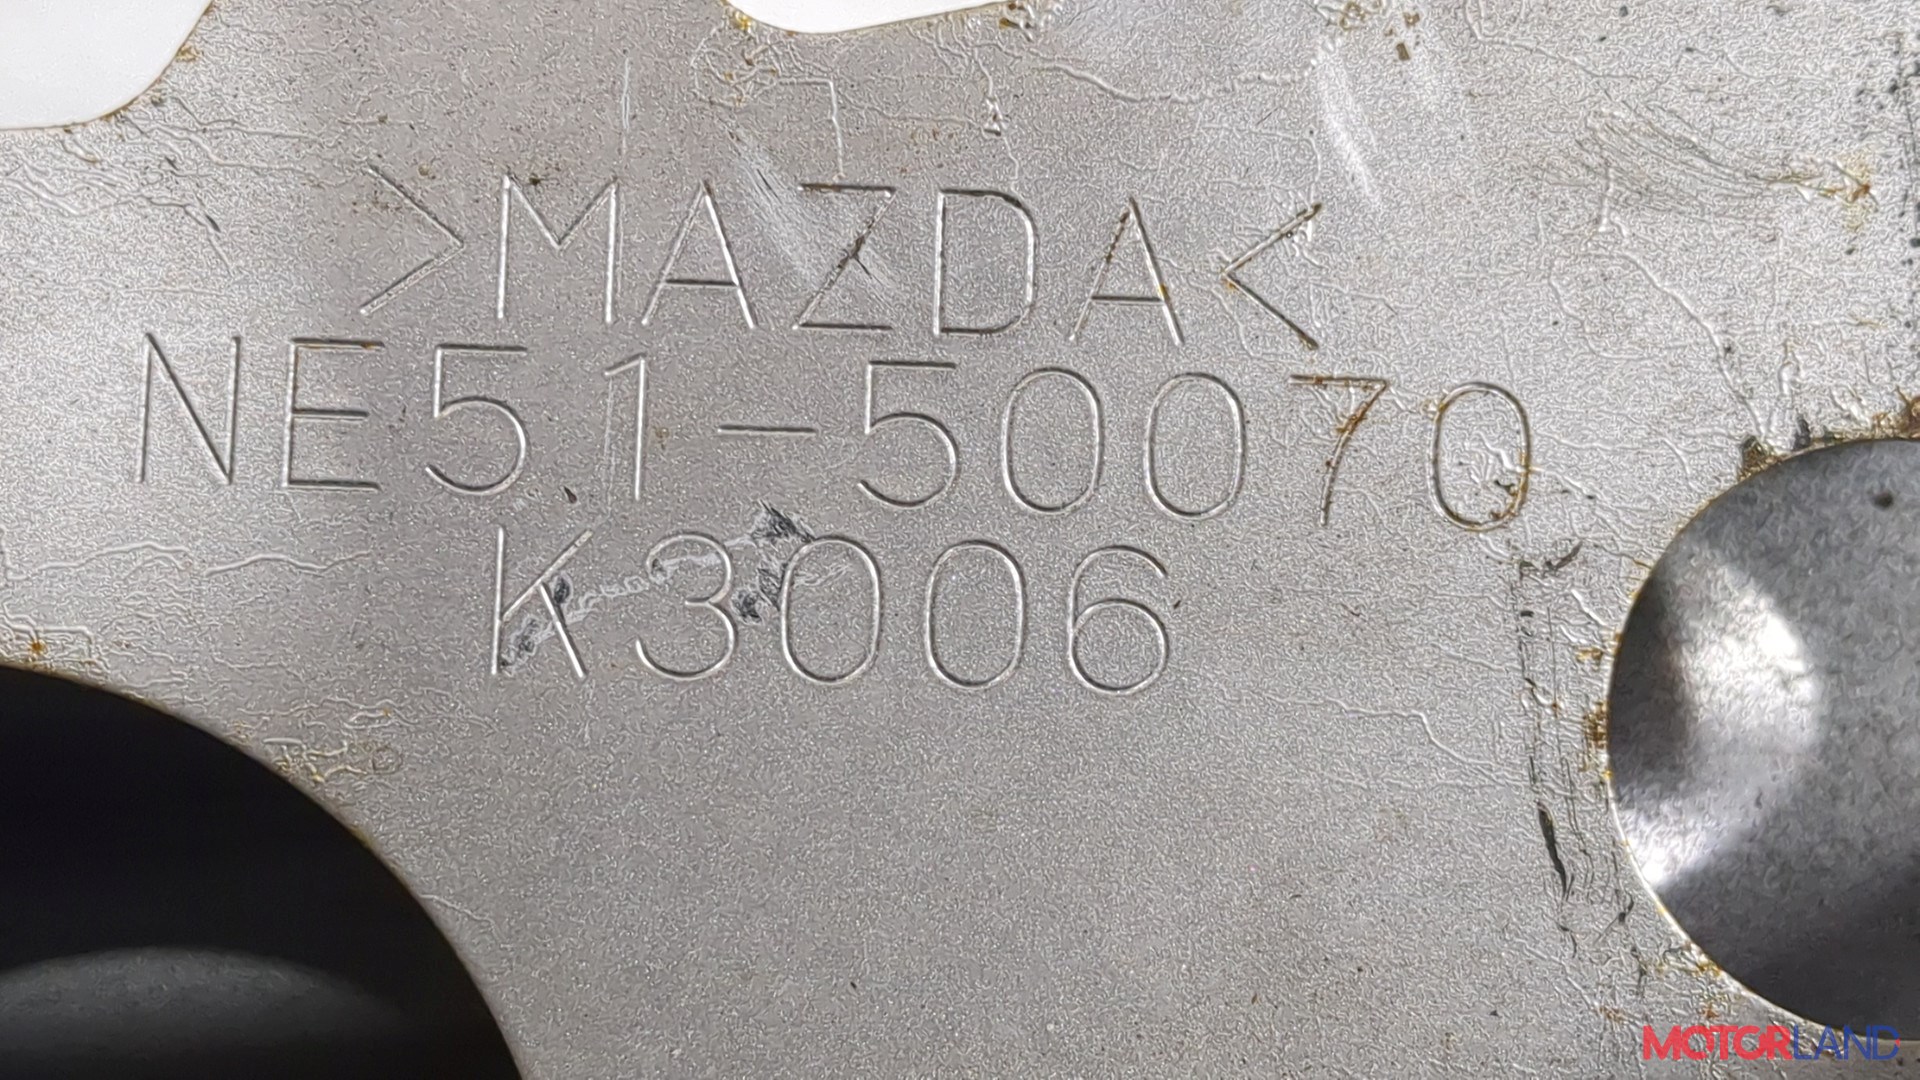 >MAZDA<
NE51-50070
K3006
MOTORLAND